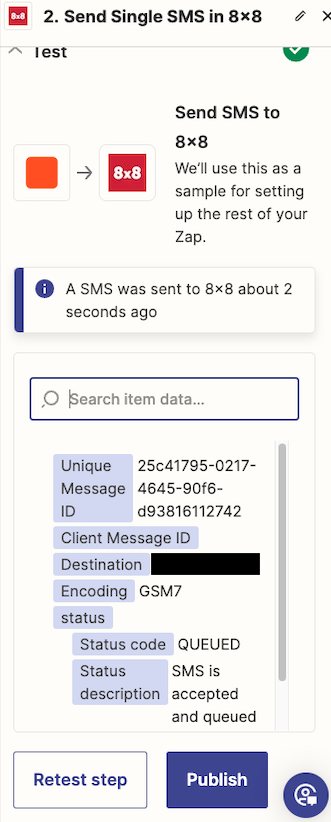 8x8
2. Send Single SMS in 8×8
Test
Send SMS to
8×8
We'll use this as a
sample for setting
up the rest of your
Zap.
8x8
A SMS was sent to 8×8 about 2
seconds ago
Search item data...
Unique 25c41795-0217-
Message 4645-90f6-
ID d93816112742
Client Message ID
Destination
Encoding GSM7
status
Status code QUEUED
Status SMS is
description accepted
and queued
Retest step Publish